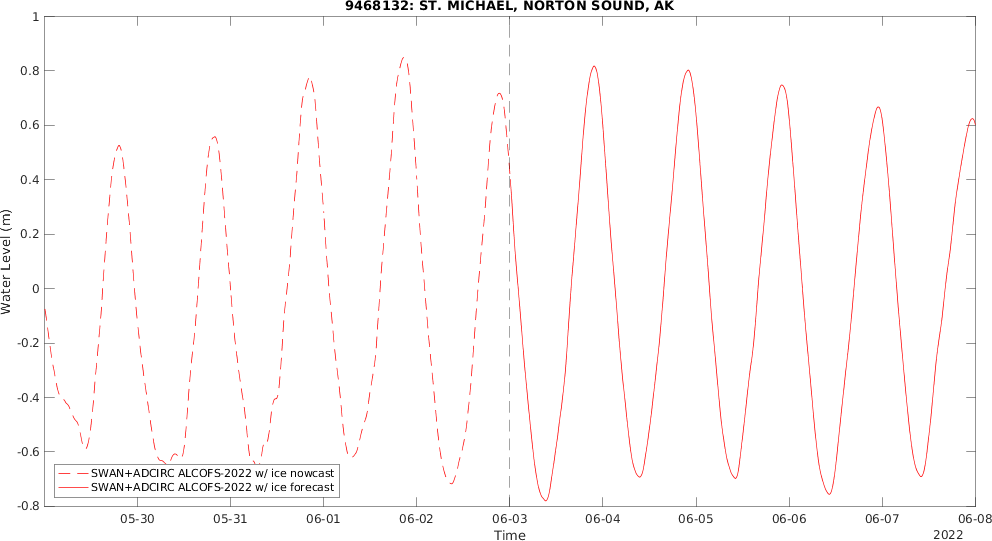 9468132: ST. MICHAEL, NORTON SOUND, AK
1
0.8
0.6
0.4
0.2
0
-0.2
-0.4
-0.6
-0.8
Water Level (m)
SWAN+ADCIRC ALCOFS-2022 w/ ice nowcast
SWAN+ADCIRC ALCOFS-2022 w/ ice forecast
05-30 05-31 06-01 06-02 06-03 06-04 06-05 06-06 06-07 06-08
Time
2022